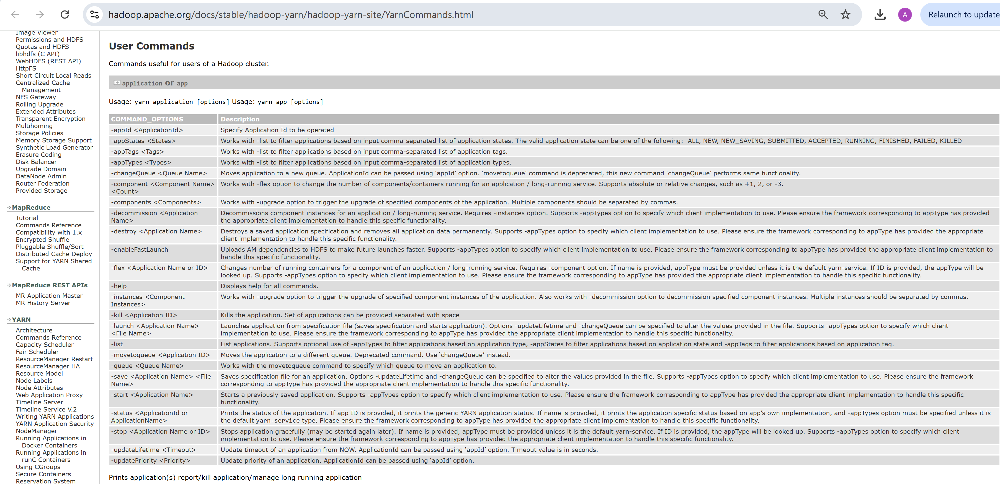 hadoop.apache.org/docs/stable/hadoop-yarn/hadoop-yarn-site/YarnCommands.html
A
Relaunch to update
Image Viewer
Permissions and HDFS
Quotas and HDFS
libhdfs (C API)
WebHDFS (REST API)
HttpFS
Short Circuit Local Reads
Centralized Cache
Management
NFS Gateway
Rolling Upgrade
Extended Attributes
Transparent Encryption
Multihoming
Storage Policies
Memory Storage Support
Synthetic Load Generator
Erasure Coding
Disk Balancer
Upgrade Domain
DataNode Admin
Router Federation
Provided Storage
MapReduce
Tutorial
Commands Reference
Compatibility with 1.x
Encrypted Shuffle
Pluggable Shuffle/Sort
Distributed Cache Deploy
Support for YARN Shared
Cache
MapReduce REST APIs
MR Application Master
MR History Server
YARN
Architecture
Commands Reference
Capacity Scheduler
Fair Scheduler
ResourceManager Restart
ResourceManager HA
Resource Model
Node Labels
Node Attributes
Web Application Proxy
Timeline Server
Timeline Service V.2
Writing YARN Applications
YARN Application Security
NodeManager
Running Applications in
Docker Containers
Running Applications in
runC Containers
Using CGroups
Secure Containers
Reservation System
User Commands
Commands useful for users of a Hadoop cluster.
application or app
Usage: yarn application [options] Usage: yarn app [options]
COMMAND_OPTIONS Description
-appId <ApplicationId> Specify Application Id to be operated
-appStates <States> Works with -list to filter applications based on input comma-separated list of application states. The valid application state can be one of the following: ALL, NEW, NEW_SAVING, SUBMITTED, ACCEPTED, RUNNING, FINISHED, FAILED, KILLED
-appTags <Tags> Works with -list to filter applications based on input comma-separated list of application tags.
-appTypes <Types> Works with -list to filter applications based on input comma-separated list of application types.
-changeQueue <Queue Name> Moves application to a new queue. ApplicationId can be passed using ‘appId’ option. ‘movetoqueue’ command is deprecated, this new command ‘changeQueue’ performs same functionality.
-component <Component Name> Works with -flex option to change the number of components/containers running for an application / long-running service. Supports absolute or relative changes, such as +1, 2, or -3.
<Count>
-components <Components> Works with -upgrade option to trigger the upgrade of specified components of the application. Multiple components should be separated by commas.
-decommission <Application Decommissions component instances for an application / long-running service. Requires -instances option. Supports -appTypes option to specify which client implementation to use. Please ensure the framework corresponding to appType has provided
Name> the appropriate client implementation to handle this specific functionality.
-destroy <Application Name> Destroys a saved application specification and removes all application data permanently. Supports -appTypes option to specify which client implementation to use. Please ensure the framework corresponding to appType has provided the appropriate
client implementation to handle this specific functionality.
-enableFastLaunch Uploads AM dependencies to HDFS to make future launches faster. Supports -appTypes option to specify which client implementation to use. Please ensure the framework corresponding to appType has provided the appropriate client implementation to
handle this specific functionality.
-flex <Application Name or ID> Changes number of running containers for a component of an application / long-running service. Requires -component option. If name is provided, appType must be provided unless it is the default yarn-service. If ID is provided, the appType will be
looked up. Supports -appTypes option to specify which client implementation to use. Please ensure the framework corresponding to appType has provided the appropriate client implementation to handle this specific functionality.
-help Displays help for all commands.
-instances <Component Works with -upgrade option to trigger the upgrade of specified component instances of the application. Also works with -decommission option to decommission specified component instances. Multiple instances should be separated by commas.
Instances>
-kill <Application ID> Kills the application. Set of applications can be provided separated with space
-launch <Application Name> Launches application from specification file (saves specification and starts application). Options -updateLifetime and -changeQueue can be specified to alter the values provided in the file. Supports -appTypes option to specify which client
<File Name> implementation to use. Please ensure the framework corresponding to appType has provided the appropriate client implementation to handle this specific functionality.
-list List applications. Supports optional use of -appTypes to filter applications based on application type, -appStates to filter applications based on application state and -appTags to filter applications based on application tag.
-movetoqueue <Application ID> Moves the application to a different queue. Deprecated command. Use ‘changeQueue’ instead.
-queue <Queue Name> Works with the movetoqueue command to specify which queue to move an application to.
-save <Application Name> <File Saves specification file for an application. Options -updateLifetime and -changeQueue can be specified to alter the values provided in the file. Supports -appTypes option to specify which client implementation to use. Please ensure the framework
Name> corresponding to appType has provided the appropriate client implementation to handle this specific functionality.
-start <Application Name> Starts a previously saved application. Supports -appTypes option to specify which client implementation to use. Please ensure the framework corresponding to appType has provided the appropriate client implementation to handle this specific
functionality.
-status <ApplicationId or Prints the status of the application. If app ID is provided, it prints the generic YARN application status. If name is provided, it prints the application specific status based on app’s own implementation, and -appTypes option must be specified unless it is
ApplicationName> the default yarn-service type. Please ensure the framework corresponding to appType has provided the appropriate client implementation to handle this specific functionality.
-stop <Application Name or ID> Stops application gracefully (may be started again later). If name is provided, appType must be provided unless it is the default yarn-service. If ID is provided, the appType will be looked up. Supports -appTypes option to specify which client
implementation to use. Please ensure the framework corresponding to appType has provided the appropriate client implementation to handle this specific functionality.
-updateLifetime <Timeout> Update timeout of an application from NOW. ApplicationId can be passed using ‘appId’ option. Timeout value is in seconds.
-updatePriority <Priority> Update priority of an application. ApplicationId can be passed using ‘appId’ option.
Prints application(s) report/kill application/manage long running application